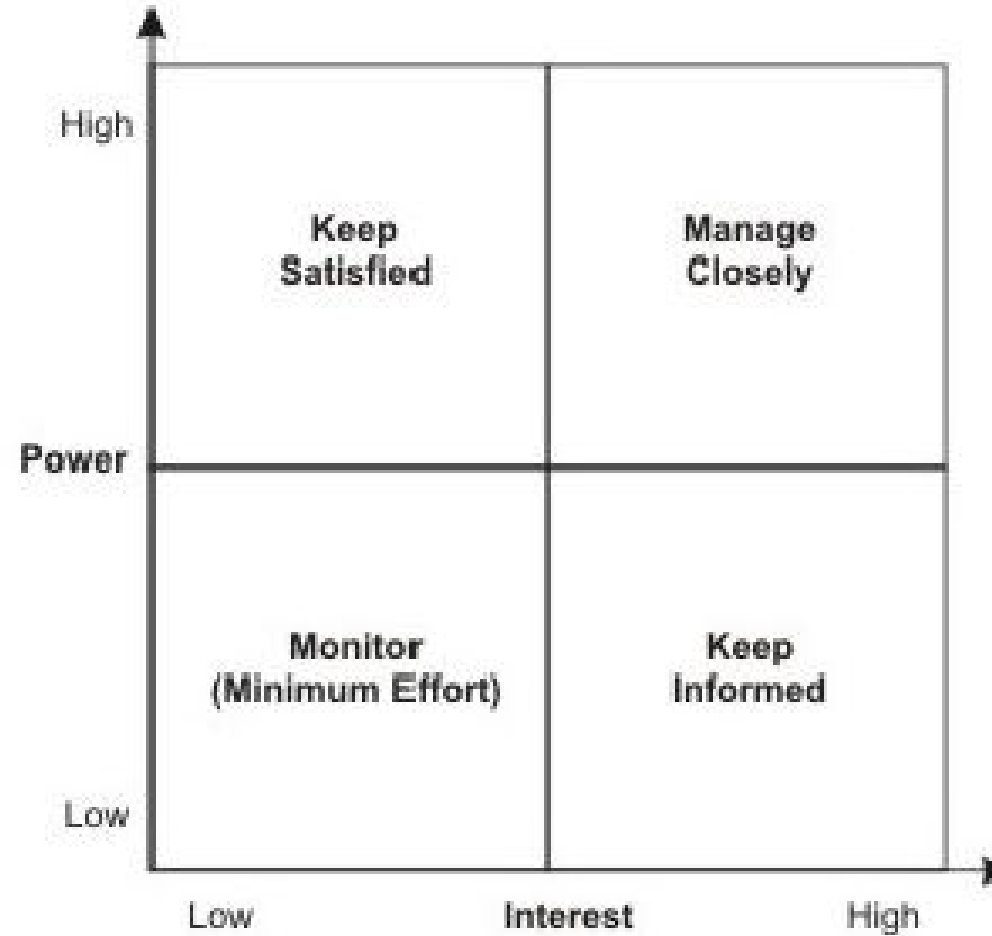 High
Keep
Satisfied
Manage
Closely
Power
Monitor
(Minimum Effort)
Keep
Informed
Low
Low
Interest
High